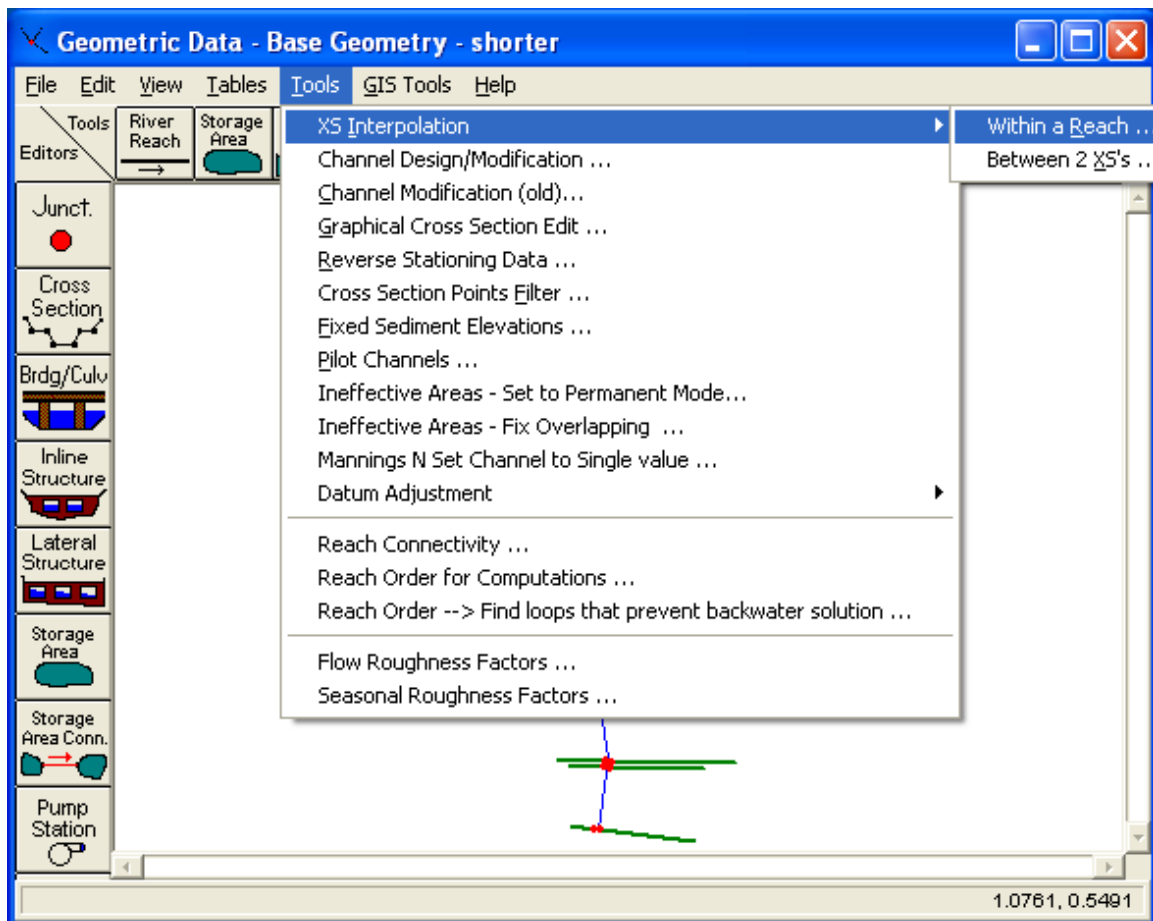 Geometric Data - Base Geometry - shorter
File Edit View Tables Tools GIS Tools Help
Tools
Editors
River
Reach
Storage
Area
XS Interpolation
Within a Reach ...
Between 2 XS's ...
Channel Design/Modification ...
Channel Modification (old)...
Graphical Cross Section Edit ...
Reverse Stationing Data ...
Cross Section Points Filter ...
Fixed Sediment Elevations ...
Pilot Channels ...
Ineffective Areas - Set to Permanent Mode...
Ineffective Areas - Fix Overlapping ...
Mannings N Set Channel to Single value ...
Datum Adjustment
Reach Connectivity ...
Reach Order for Computations ...
Reach Order --> Find loops that prevent backwater solution ...
Flow Roughness Factors ...
Seasonal Roughness Factors ...
Junct.
Cross
Section
Brdg/Culv
Inline
Structure
Lateral
Structure
Storage
Area
Storage
Area Conn.
Pump
Station
1.0761, 0.5491